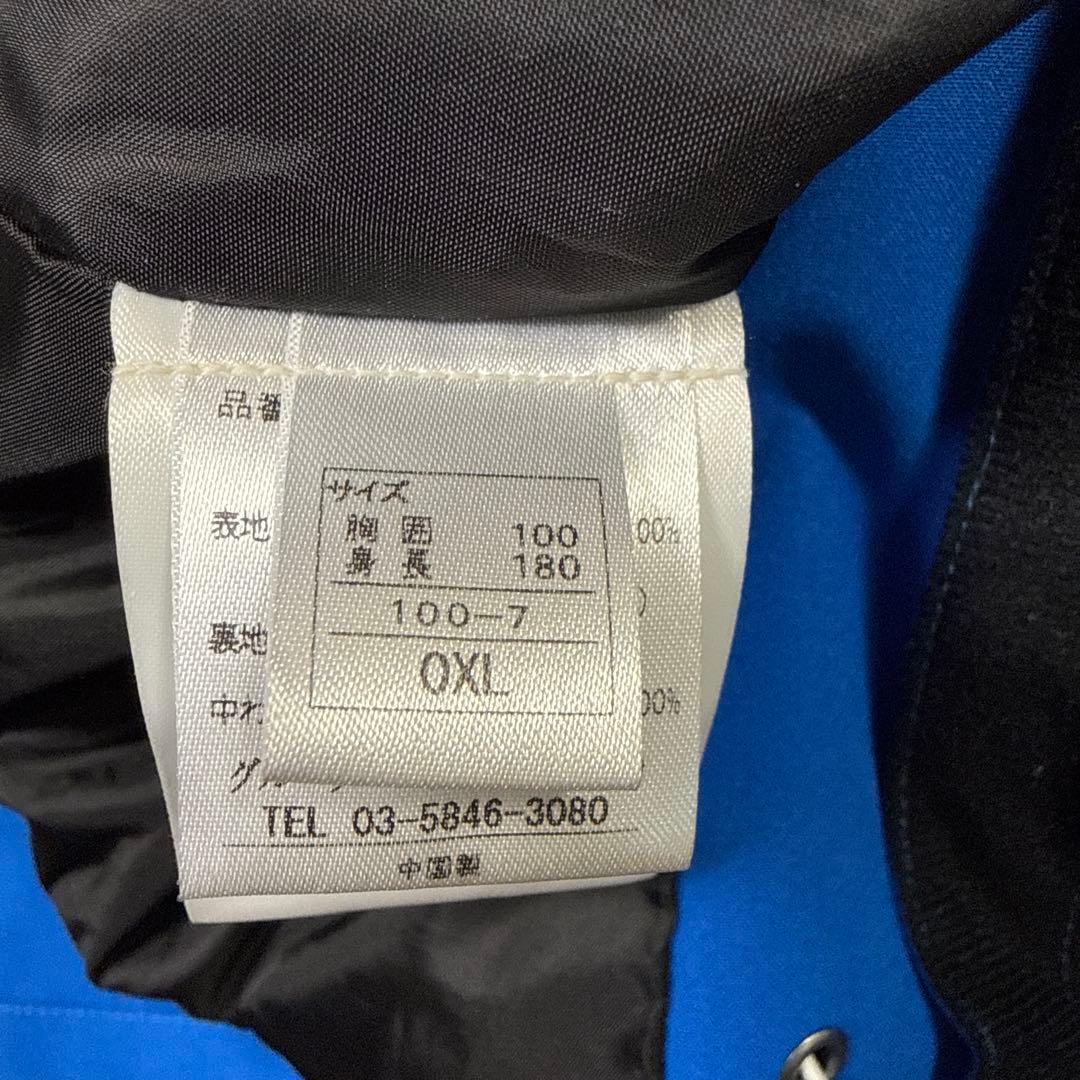 品番
サイズ
胸囲 100
身長 180
100-7
OXL
表地 00%
)
裏地
中わ 00%
TEL 03-5846-3080
中国製